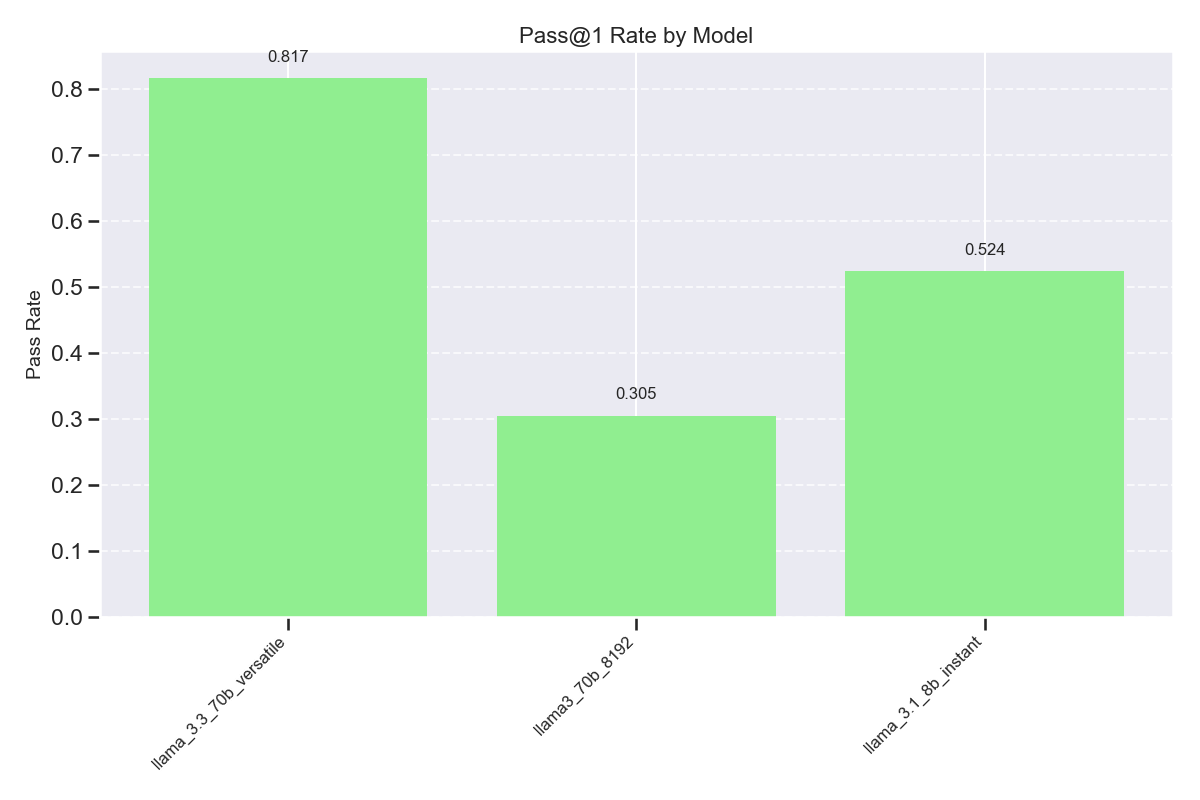 Pass@1 Rate by Model
0.817
0.8
0.7
0.6
0.524
0.5
0.4
0.305
0.3
0.2
0.1
0.0
Pass Rate
llama_3.3_70b_versatile
llama3_70b_8192
llama_3.1_8b_instant